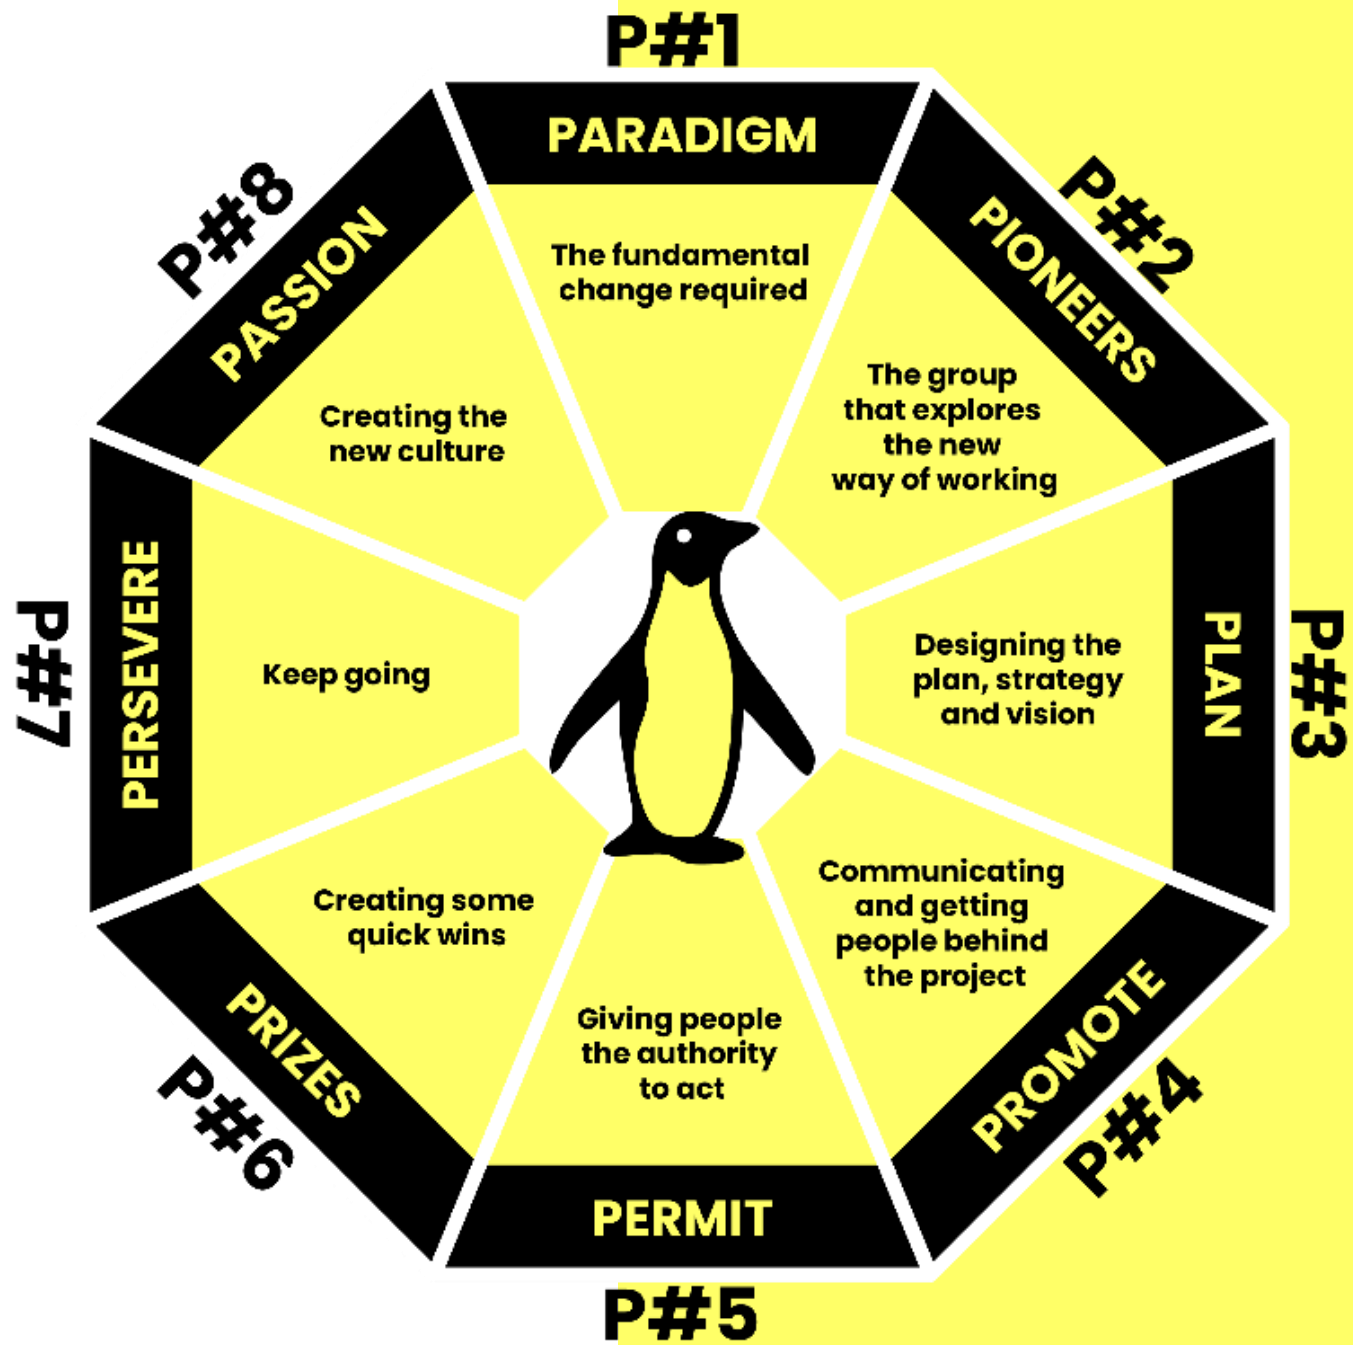 P#1
PARADIGM
The fundamental
change required
P#2
PIONEERS
The group
that explores
the new
way of working
P#3
PLAN
Designing the
plan, strategy
and vision
P#4
PROMOTE
Communicating
and getting
people behind
the project
P#5
PERMIT
Giving people
the authority
to act
P#6
PRIZES
Creating some
quick wins
P#7
PERSEVERE
Keep going
P#8
PASSION
Creating the
new culture